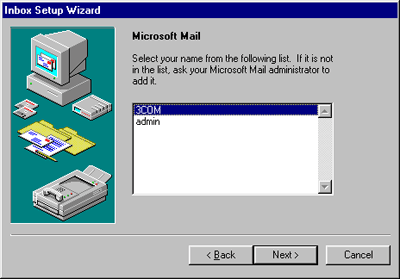 Inbox Setup Wizard
Microsoft Mail
Select your name from the following list. If it is not
in the list, ask your Microsoft Mail administrator to
add it.
3COM
admin
< Back
Next >
Cancel